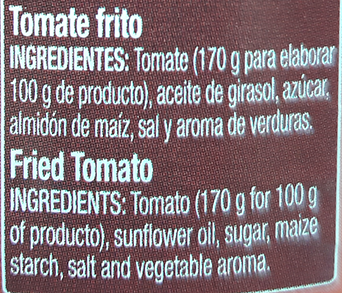 Tomate frito
INGREDIENTES: Tomate (170 g para elaborar
100 g de producto), aceite de girasol, azúcar,
almidón de maíz, sal y aroma de verduras.
Fried Tomato
INGREDIENTS: Tomato (170 g for 100 g
of producto), sunflower oil, sugar, maize
starch, salt and vegetable aroma.